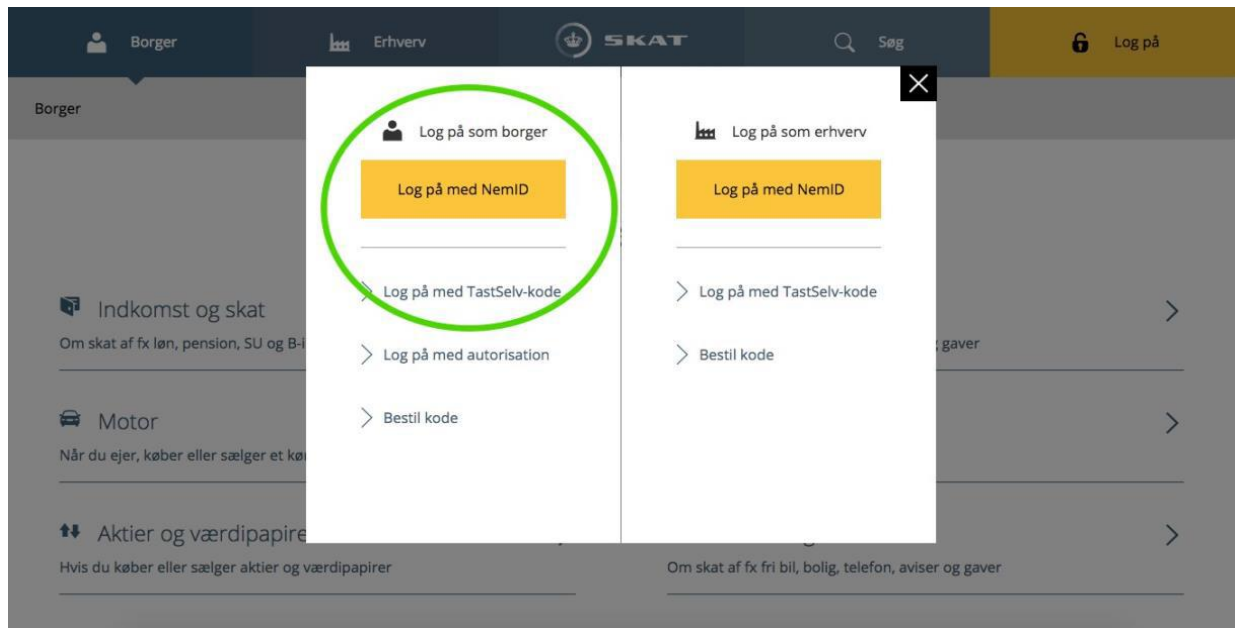 Borger
Erhverv
SKAT
Søg
Log på
Borger
Log på som borger
Log på med NemID
Log på med TastSelv-kode
Log på med autorisation
Bestil kode
Log på som erhverv
Log på med NemID
Log på med TastSelv-kode
Bestil kode
Indkomst og skat
Om skat af fx løn, pension, SU og B-i
gaver
Motor
Når du ejer, køber eller sælger et kø
Aktier og værdipapire
Hvis du køber eller sælger aktier og værdipapirer
Om skat af fx fri bil, bolig, telefon, aviser og gaver